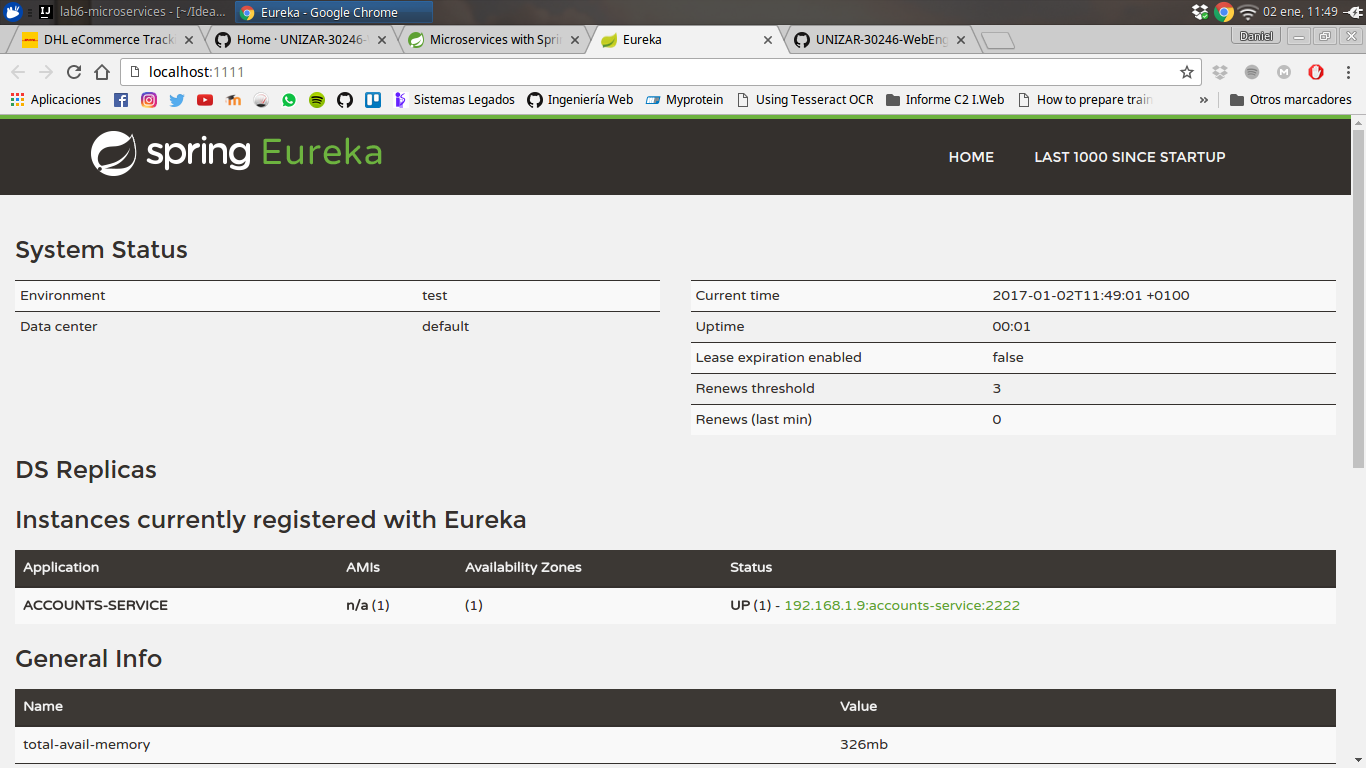 lab6-microservices - [~/Idea...
Eureka - Google Chrome
02 ene, 11:49
DHL eCommerce Track
Home · UNIZAR-30246-
Microservices with Spri
Eureka
UNIZAR-30246-WebEng
Daniel
localhost:1111
Aplicaciones
Sistemas Legados
Ingeniería Web
Myprotein
Using Tesseract OCR
Informe C2 I.Web
How to prepare train
»
Otros marcadores
spring Eureka
HOME
LAST 1000 SINCE STARTUP
System Status
Environment test
Data center default
Current time 2017-01-02T11:49:01 +0100
Uptime 00:01
Lease expiration enabled false
Renews threshold 3
Renews (last min) 0
DS Replicas
Instances currently registered with Eureka
Application AMIs Availability Zones Status
ACCOUNTS-SERVICE n/a (1) (1) UP (1) - 192.168.1.9:accounts-service:2222
General Info
Name Value
total-avail-memory 326mb